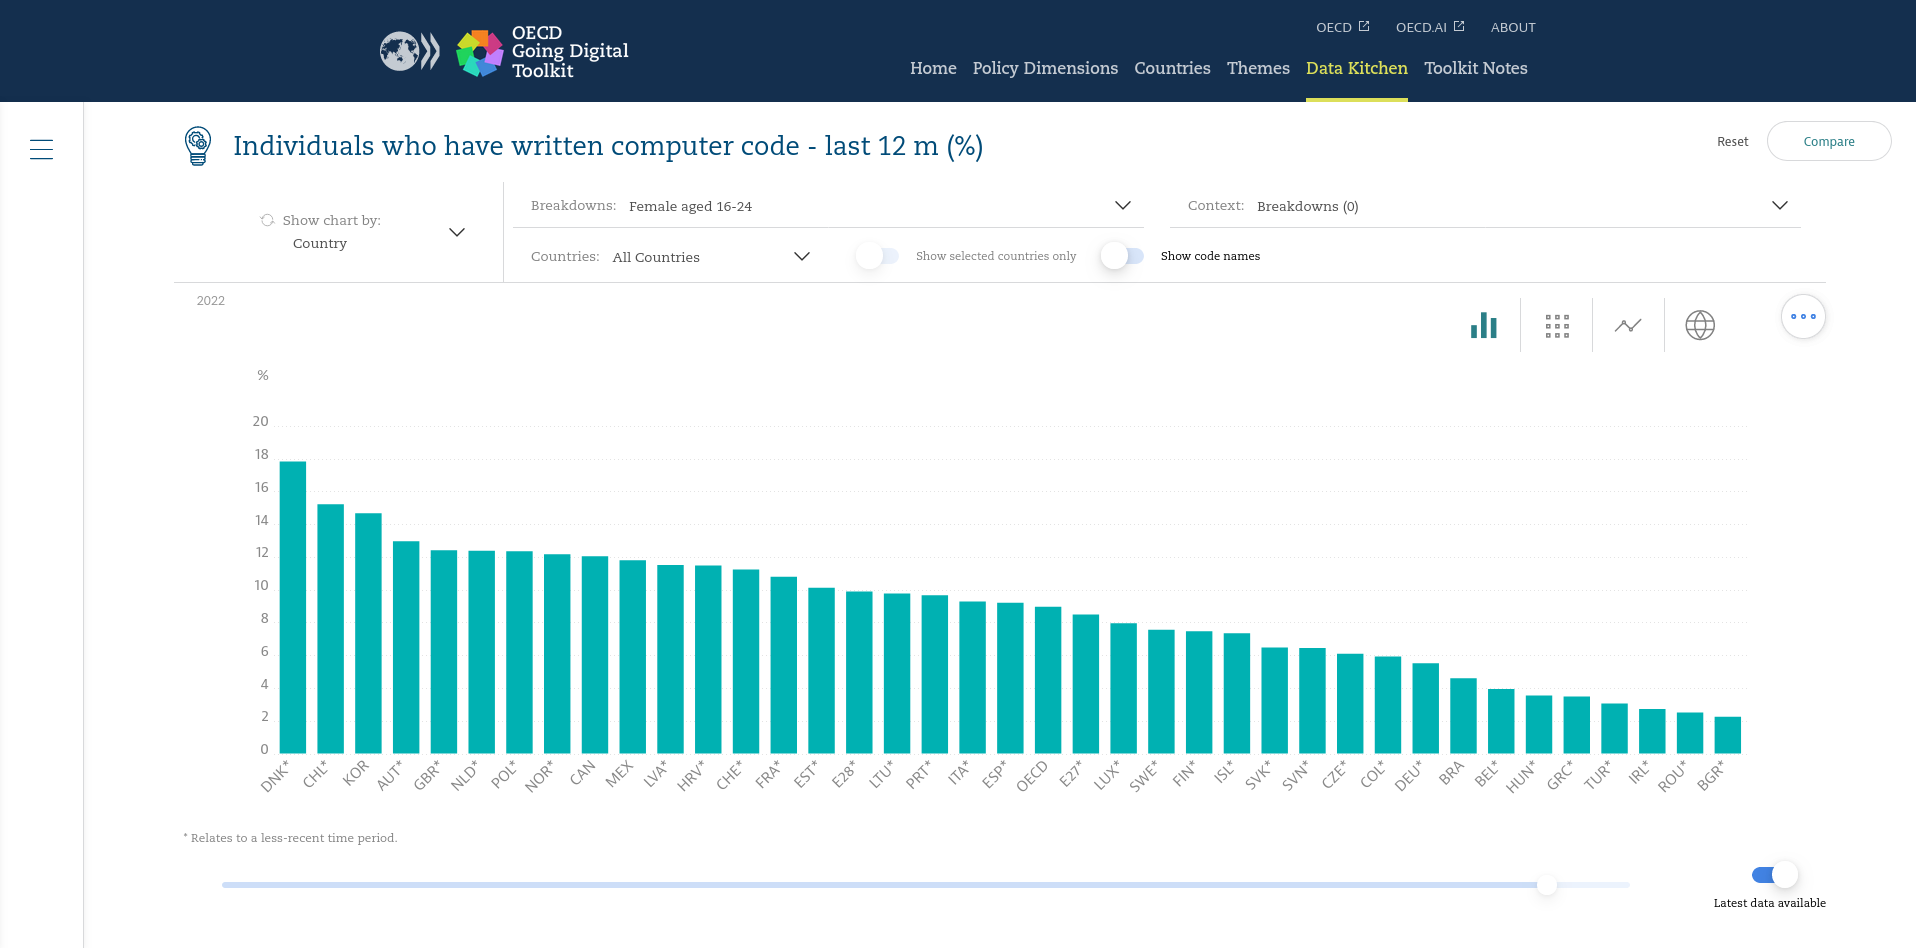 OECD
Going Digital
Toolkit
OECD
OECD.AI
ABOUT
Home
Policy Dimensions
Countries
Themes
Data Kitchen
Toolkit Notes
Individuals who have written computer code - last 12 m (%)
Reset
Compare
Show chart by:
Country
Breakdowns: Female aged 16-24
Context: Breakdowns (0)
Countries: All Countries
Show selected countries only
Show code names
2022
%
20
18
16
14
12
10
8
6
4
2
0
DNK*
CHL*
KOR
AUT*
GBR*
NLD*
POL*
NOR*
CAN
MEX
LVA*
HRV*
CHE*
FRA*
EST*
E28*
LTU*
PRT*
ITA*
ESP*
OECD
E27*
LUX*
SWE*
FIN*
ISL*
SVK*
SVN*
CZE*
COL*
DEU*
BRA
BEL*
HUN*
GRC*
TUR*
IRL*
ROU*
BGR*
* Relates to a less-recent time period.
Latest data available